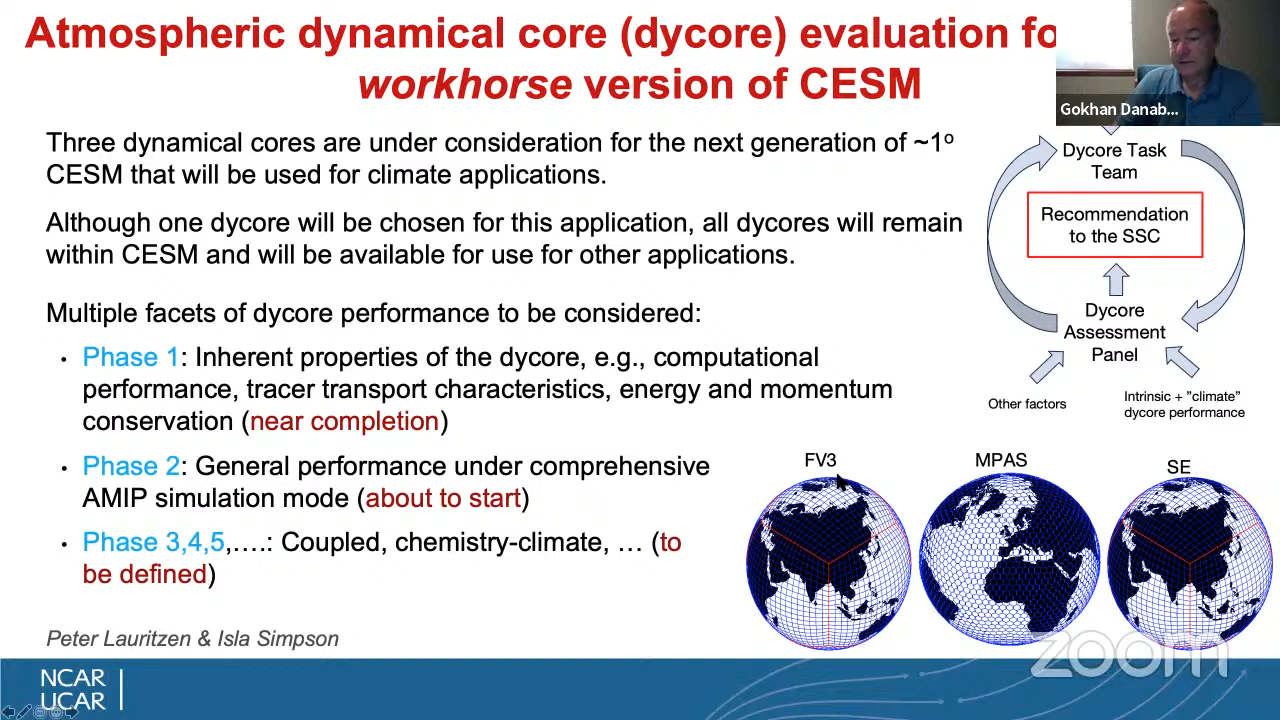 Atmospheric dynamical core (dycore) evaluation fo
workhorse version of CESM
Gokhan Danab...
Three dynamical cores are under consideration for the next generation of ~1º
CESM that will be used for climate applications.
Although one dycore will be chosen for this application, all dycores will remain
within CESM and will be available for use for other applications.
Multiple facets of dycore performance to be considered:
• Phase 1: Inherent properties of the dycore, e.g., computational
performance, tracer transport characteristics, energy and momentum
conservation (near completion)
• Phase 2: General performance under comprehensive
AMIP simulation mode (about to start)
• Phase 3,4,5,….: Coupled, chemistry-climate, … (to
be defined)
Peter Lauritzen & Isla Simpson
Dycore Task
Team
Recommendation
to the SSC
Dycore
Assessment
Panel
Other factors
Intrinsic + "climate"
dycore performance
FV3
MPAS
SE
zoom
NCAR
UCAR